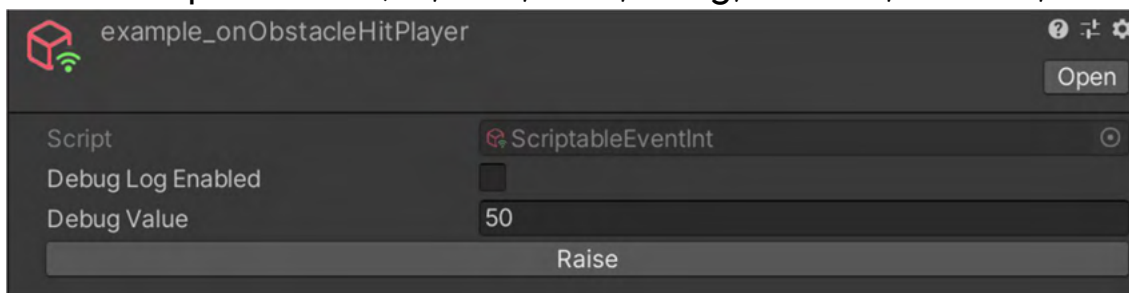 example_onObstacleHitPlayer
Open
Script ScriptableEventInt
Debug Log Enabled
Debug Value 50
Raise